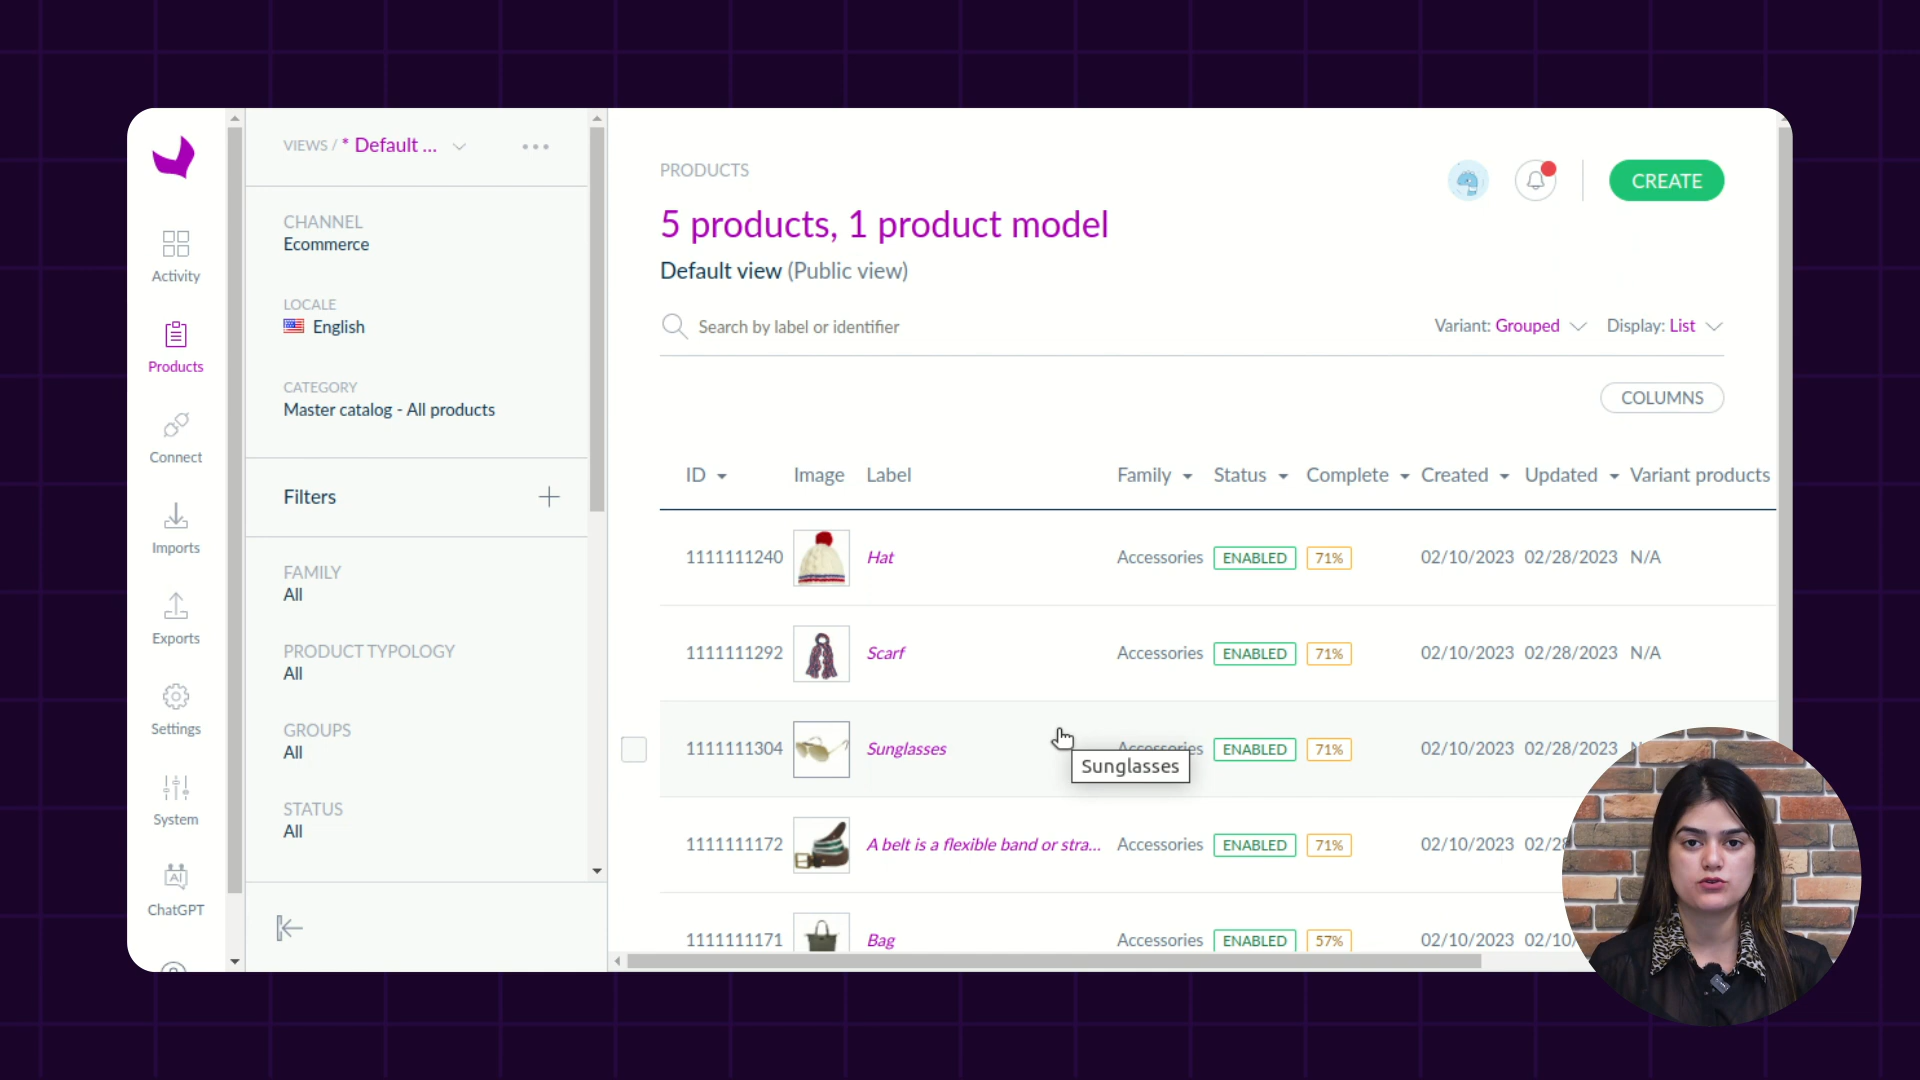 VIEWS / * Default ...
CHANNEL
Ecommerce
LOCALE
English
CATEGORY
Master catalog - All products
Filters
FAMILY
All
PRODUCT TYPOLOGY
All
GROUPS
All
STATUS
All
Activity
Products
Connect
Imports
Exports
Settings
System
AI
ChatGPT
PRODUCTS
CREATE
5 products, 1 product model
Default view (Public view)
Search by label or identifier
Variant: Grouped Display: List
COLUMNS
ID Image Label Family Status Complete Created Updated Variant products
1111111240 Hat Accessories ENABLED 71% 02/10/2023 02/28/2023 N/A
1111111292 Scarf Accessories ENABLED 71% 02/10/2023 02/28/2023 N/A
1111111304 Sunglasses Accessories ENABLED 71% 02/10/2023 02/28/2023
Sunglasses
1111111172 A belt is a flexible band or stra... Accessories ENABLED 71% 02/10/2023 02/28
1111111171 Bag Accessories ENABLED 57% 02/10/2023 02/10/